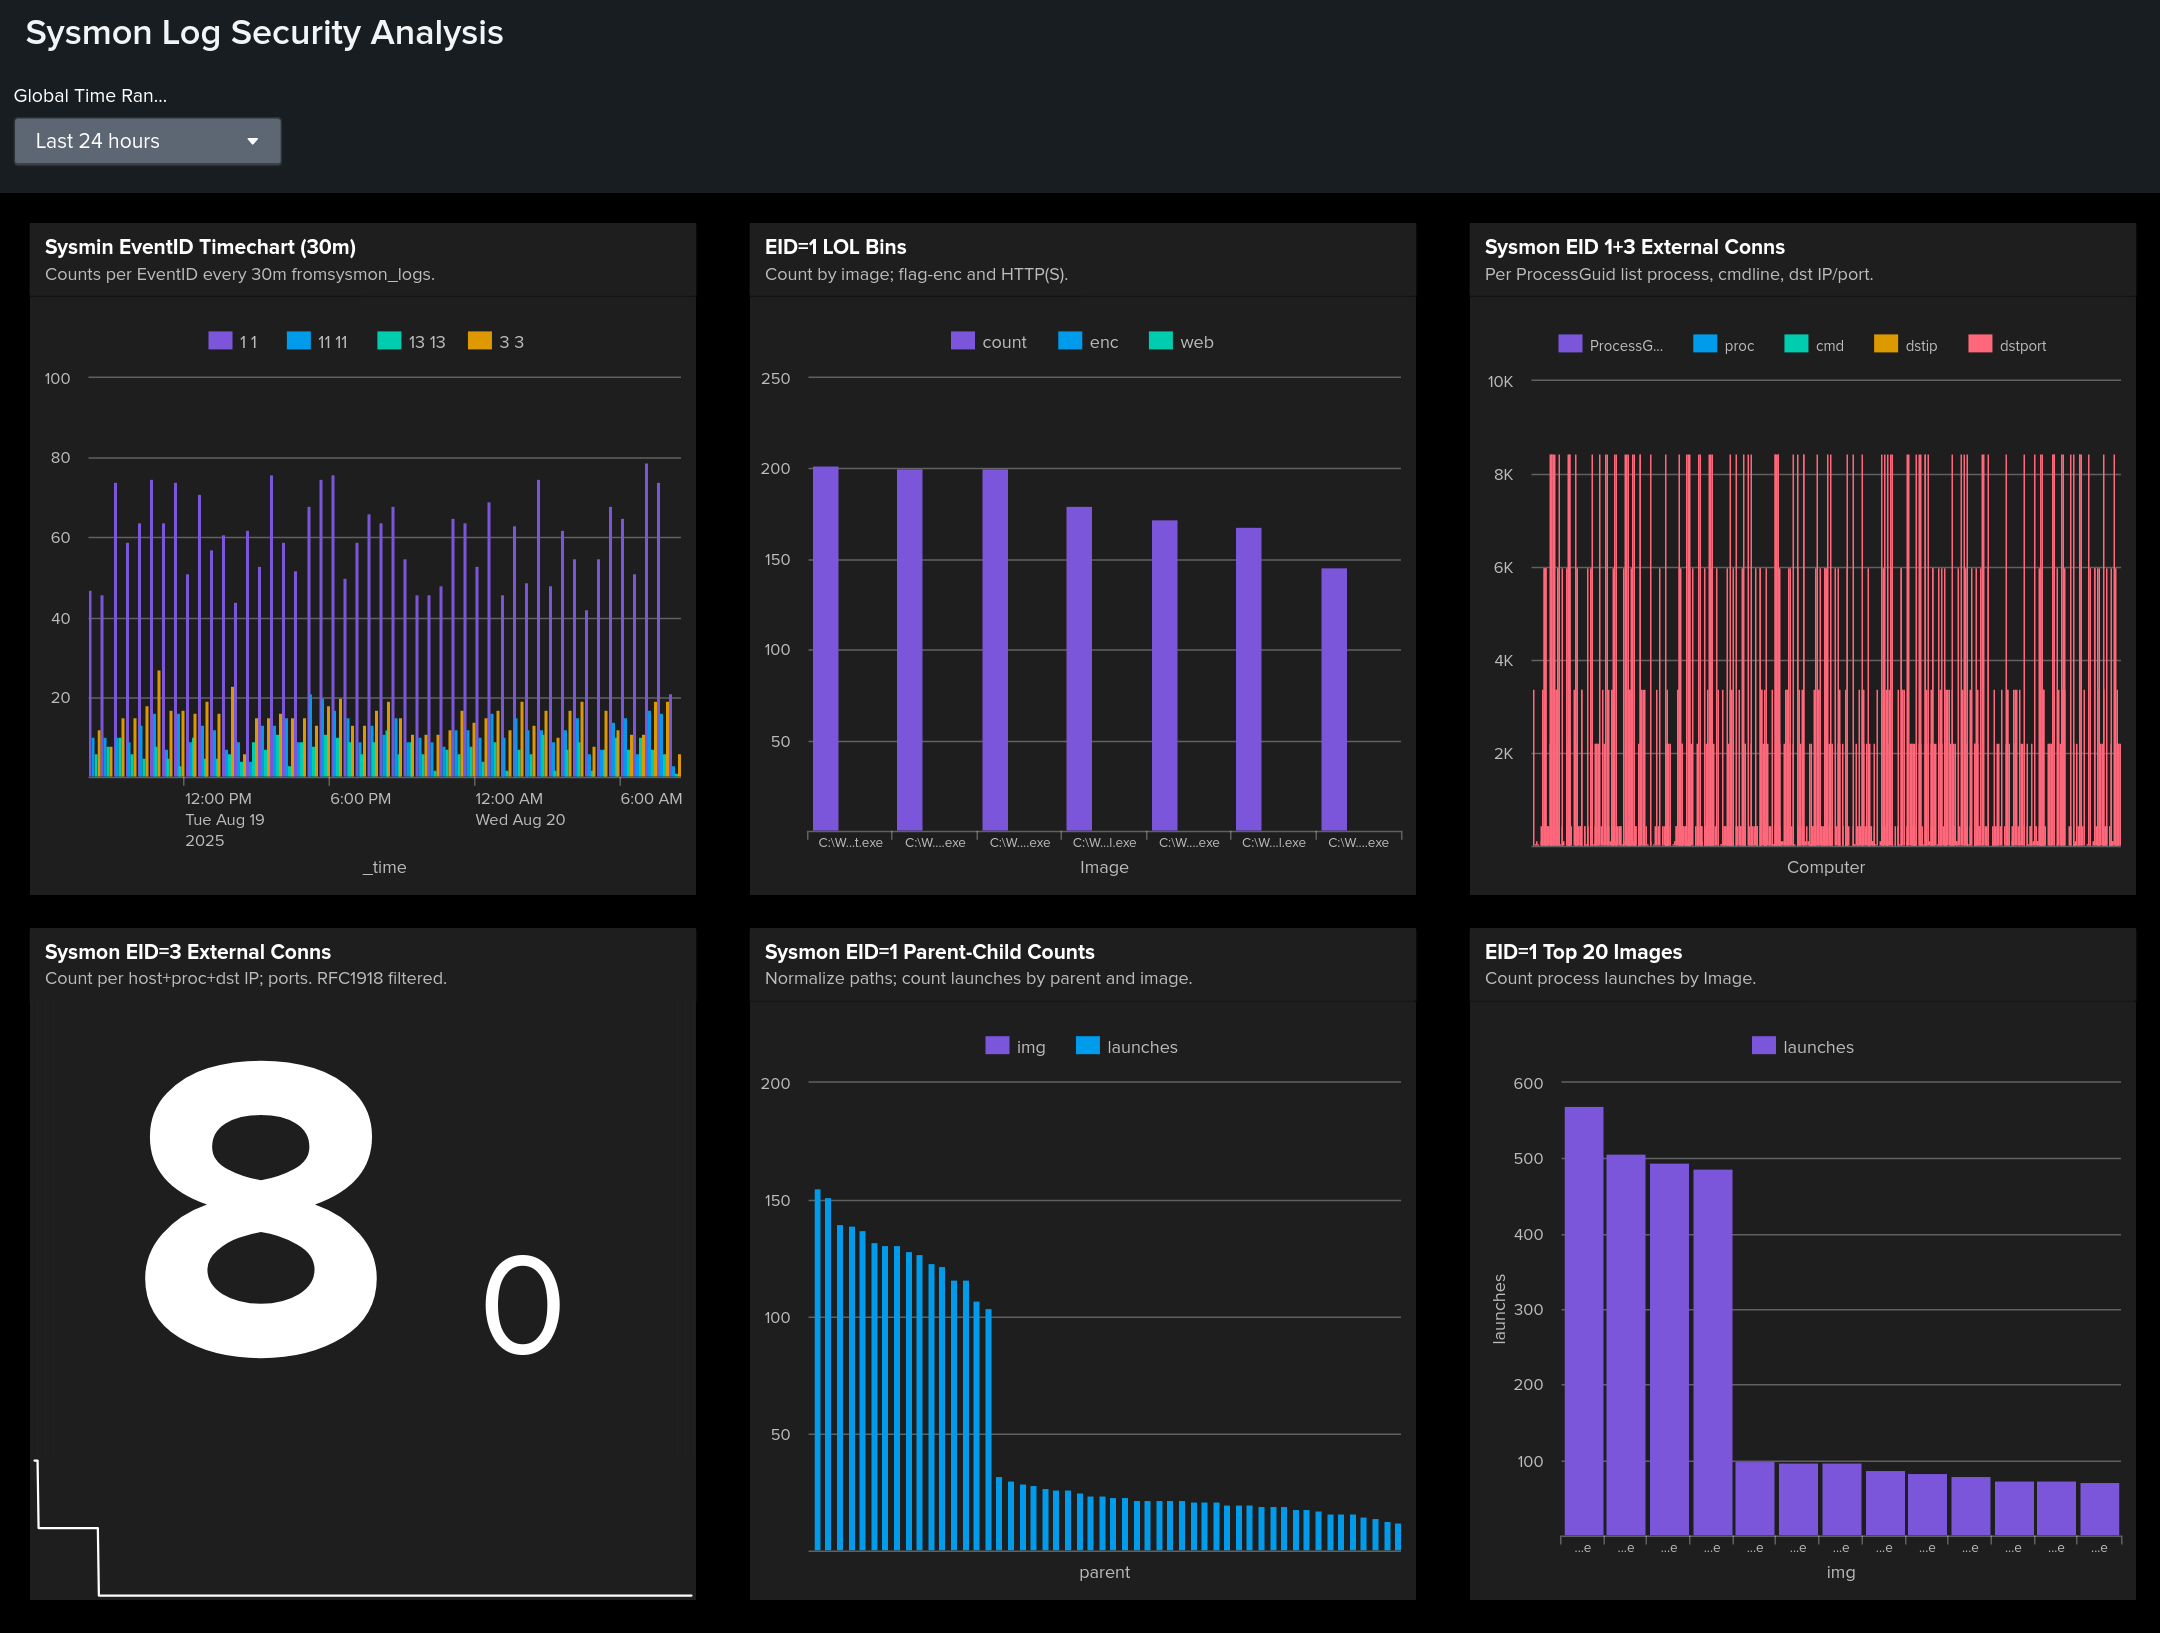 Sysmon Log Security Analysis
Global Time Ran...
Last 24 hours
Sysmin EventID Timechart (30m)
Counts per EventID every 30m fromsysmon_logs.
1 1
11 11
13 13
3 3
100
80
60
40
20
12:00 PM
Tue Aug 19
2025
6:00 PM
12:00 AM
Wed Aug 20
6:00 AM
_time
EID=1 LOL Bins
Count by image; flag-enc and HTTP(S).
count
enc
web
250
200
150
100
50
C:\W...t.exe
C:\W....exe
C:\W....exe
C:\W...l.exe
C:\W....exe
C:\W...l.exe
C:\W....exe
Image
Sysmon EID 1+3 External Conns
Per ProcessGuid list process, cmdline, dst IP/port.
ProcessG...
proc
cmd
dstip
dstport
10K
8K
6K
4K
2K
Computer
Sysmon EID=3 External Conns
Count per host+proc+dst IP; ports. RFC1918 filtered.
8
0
Sysmon EID=1 Parent-Child Counts
Normalize paths; count launches by parent and image.
img
launches
200
150
100
50
parent
EID=1 Top 20 Images
Count process launches by Image.
launches
600
500
400
300
200
100
launches
...e
...e
...e
...e
...e
...e
...e
...e
...e
...e
...e
...e
...e
img